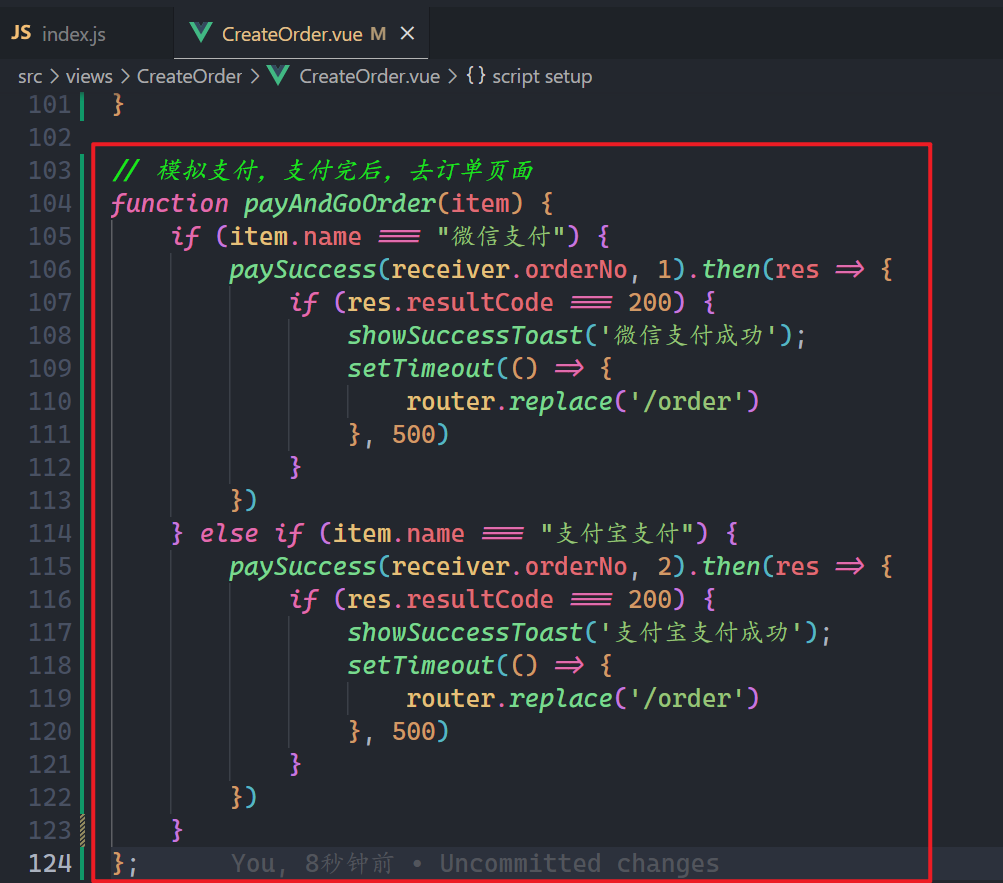 JS index.js CreateOrder.vue M ×
src > views > CreateOrder > CreateOrder.vue > {} script setup
101 }
102
103 // 模拟支付，支付完后，去订单页面
104 function payAndGoOrder(item) {
105     if (item.name === "微信支付") {
106         paySuccess(receiver.orderNo, 1).then(res => {
107             if (res.resultCode === 200) {
108                 showSuccessToast('微信支付成功');
109                 setTimeout(() => {
110                     router.replace('/order')
111                 }, 500)
112             }
113         })
114     } else if (item.name === "支付宝支付") {
115         paySuccess(receiver.orderNo, 2).then(res => {
116             if (res.resultCode === 200) {
117                 showSuccessToast('支付宝支付成功');
118                 setTimeout(() => {
119                     router.replace('/order')
120                 }, 500)
121             }
122         })
123     }
124 }; You, 8秒钟前 • Uncommitted changes